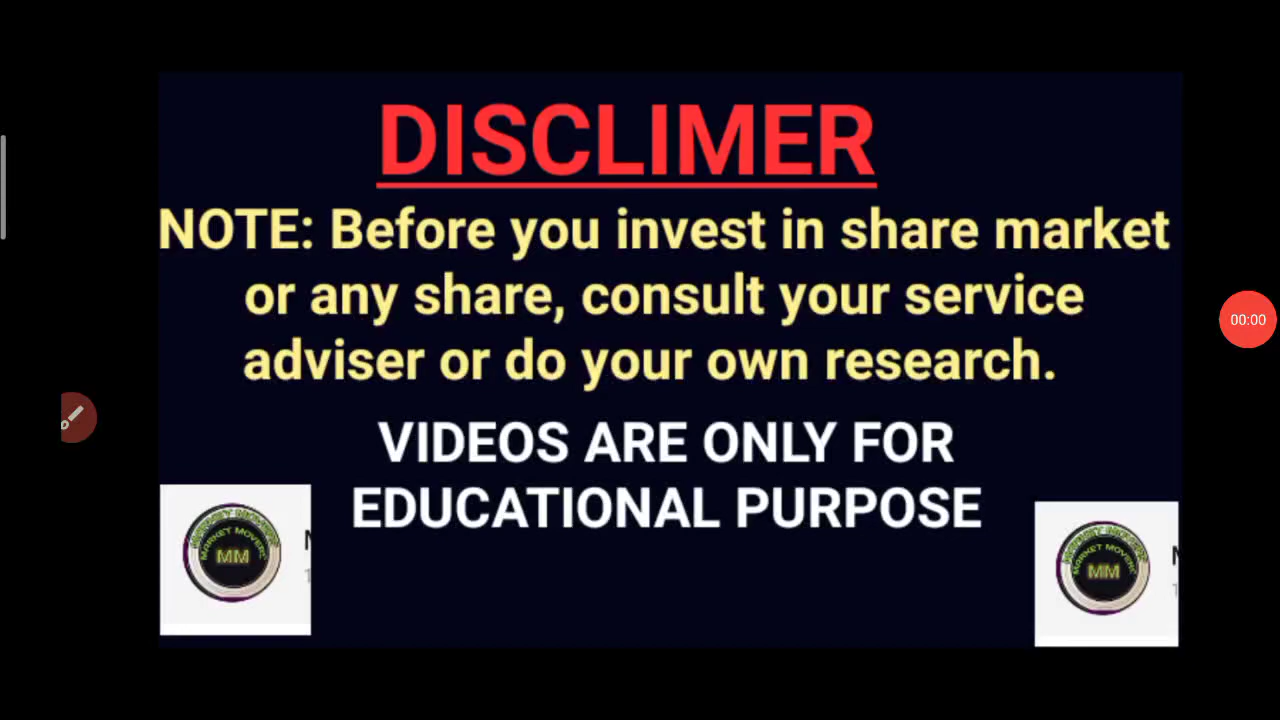 DISCLIMER
NOTE: Before you invest in share market
or any share, consult your service
adviser or do your own research.
VIDEOS ARE ONLY FOR
EDUCATIONAL PURPOSE
00:00
MM
MM